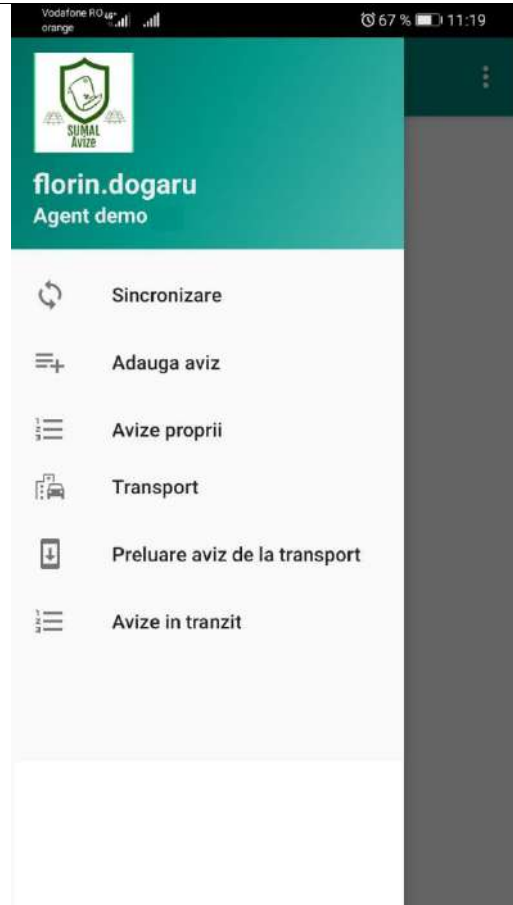 Vodafone RO 4G+
orange
67 % 11:19
SUMAL
Avize
florin.dogaru
Agent demo
Sincronizare
Adauga aviz
Avize proprii
Transport
Preluare aviz de la transport
Avize in tranzit